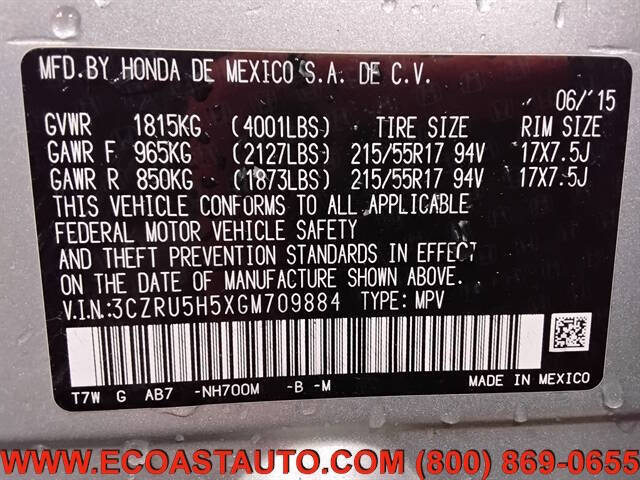 MFD.BY HONDA DE MEXICO S.A. DE C.V.
06/'15
GVWR 1815KG (4001LBS) TIRE SIZE RIM SIZE
GAWR F 965KG (2127LBS) 215/55R17 94V 17X7.5J
GAWR R 850KG (1873LBS) 215/55R17 94V 17X7.5J
THIS VEHICLE CONFORMS TO ALL APPLICABLE
FEDERAL MOTOR VEHICLE SAFETY
AND THEFT PREVENTION STANDARDS IN EFFECT
ON THE DATE OF MANUFACTURE SHOWN ABOVE.
V.I.N:3CZRU5H5XGM709884 TYPE: MPV
T7W G AB7 -NH700M -B -M MADE IN MEXICO
WWW.ECOASTAUTO.COM (800) 869-0655